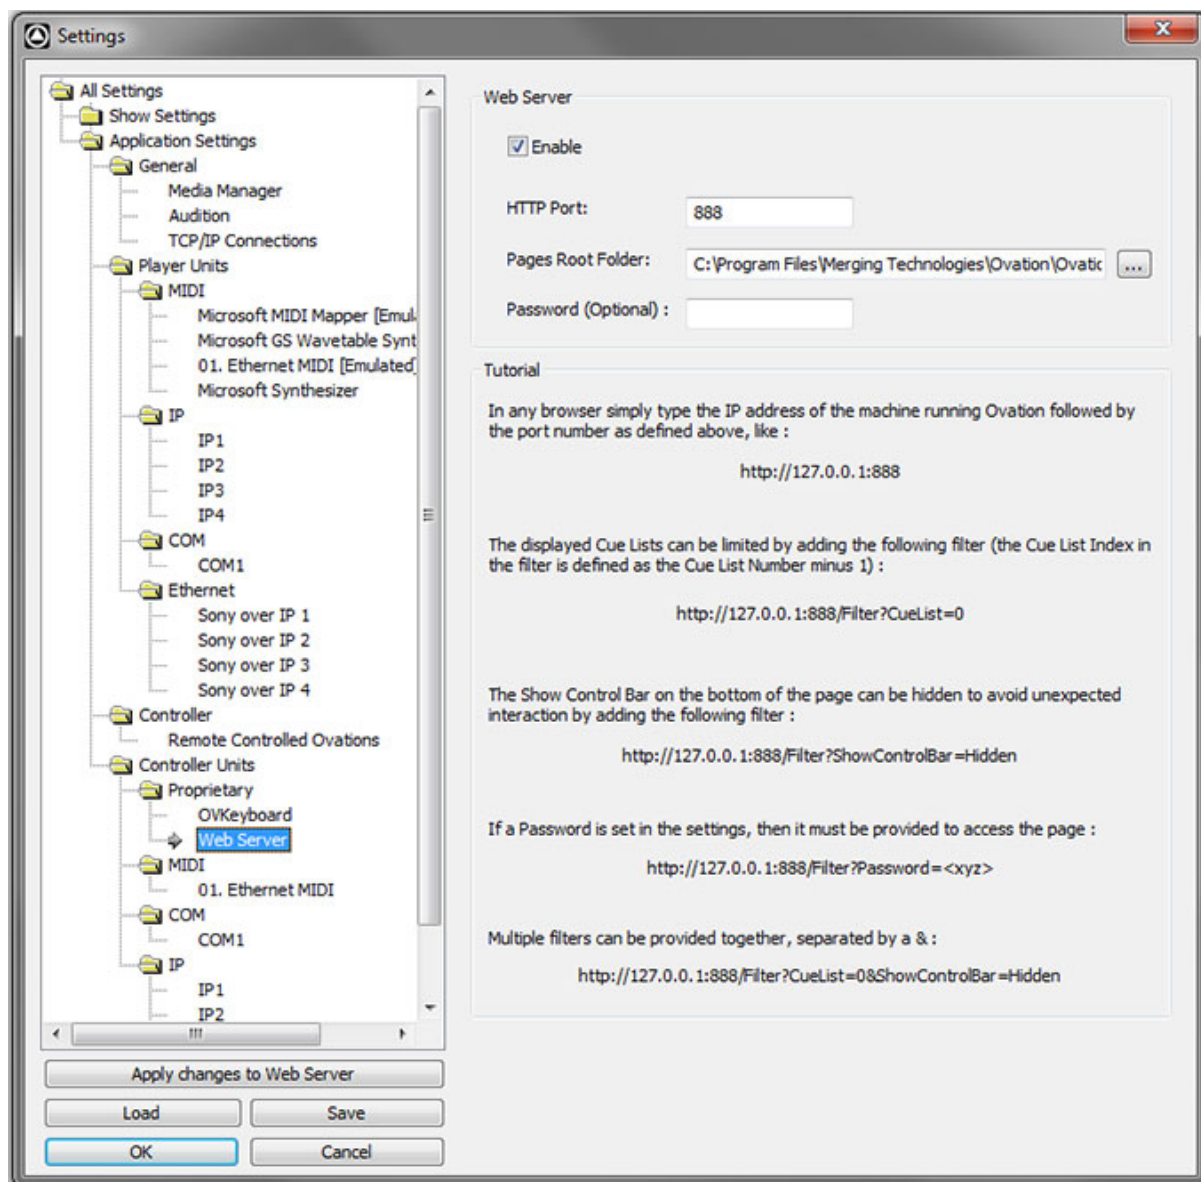 Settings
All Settings
Show Settings
Application Settings
General
Media Manager
Audition
TCP/IP Connections
Player Units
MIDI
Microsoft MIDI Mapper [Emul
Microsoft GS Wavetable Synt
01. Ethernet MIDI [Emulated]
Microsoft Synthesizer
IP
IP1
IP2
IP3
IP4
COM
COM1
Ethernet
Sony over IP 1
Sony over IP 2
Sony over IP 3
Sony over IP 4
Controller
Remote Controlled Ovations
Controller Units
Proprietary
OVKeyboard
Web Server
MIDI
01. Ethernet MIDI
COM
COM1
IP
IP1
IP2
Apply changes to Web Server
Load
Save
OK
Cancel
Web Server
Enable
HTTP Port:
888
Pages Root Folder:
C:\Program Files\Merging Technologies\Ovation\Ovatic
...
Password (Optional) :
Tutorial
In any browser simply type the IP address of the machine running Ovation followed by
the port number as defined above, like :
http://127.0.0.1:888
The displayed Cue Lists can be limited by adding the following filter (the Cue List Index in
the filter is defined as the Cue List Number minus 1) :
http://127.0.0.1:888/Filter?CueList=0
The Show Control Bar on the bottom of the page can be hidden to avoid unexpected
interaction by adding the following filter :
http://127.0.0.1:888/Filter?ShowControlBar=Hidden
If a Password is set in the settings, then it must be provided to access the page :
http://127.0.0.1:888/Filter?Password=<xyz>
Multiple filters can be provided together, separated by a & :
http://127.0.0.1:888/Filter?CueList=0&ShowControlBar=Hidden